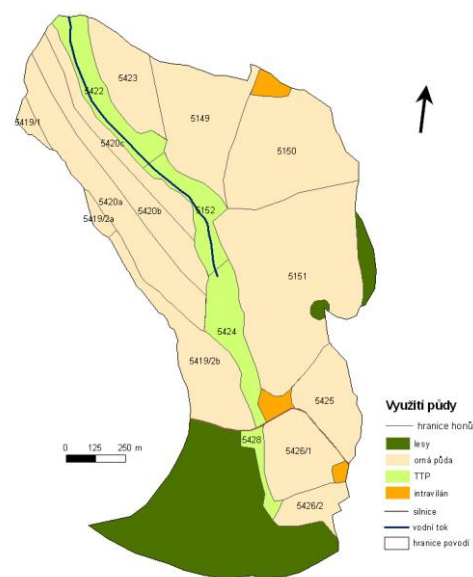 5423
5422
5149
5419/1
5420c
5150
5420a
5420b
5419/2a
5152
5151
5424
5419/2b
5425
5428
5426/1
5426/2
0 125 250 m
Využití půdy
hranice honů
lesy
orná půda
TTP
intravilán
silnice
vodní tok
hranice povodí